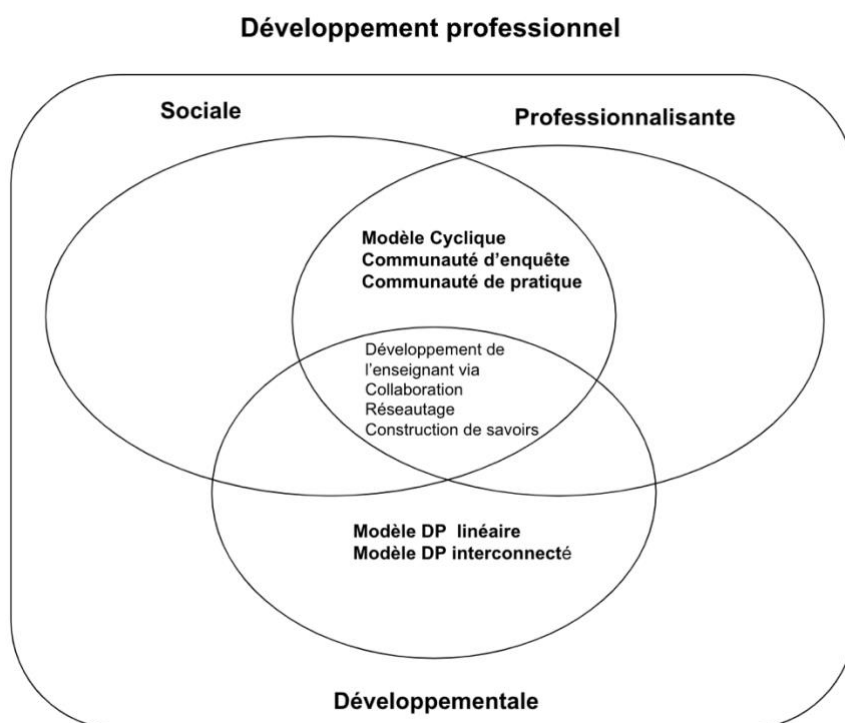 Développement professionnel
Sociale
Professionnalisante
Modèle Cyclique
Communauté d'enquête
Communauté de pratique
Développement de
l'enseignant via
Collaboration
Réseautage
Construction de savoirs
Modèle DP linéaire
Modèle DP interconnecté
Développementale